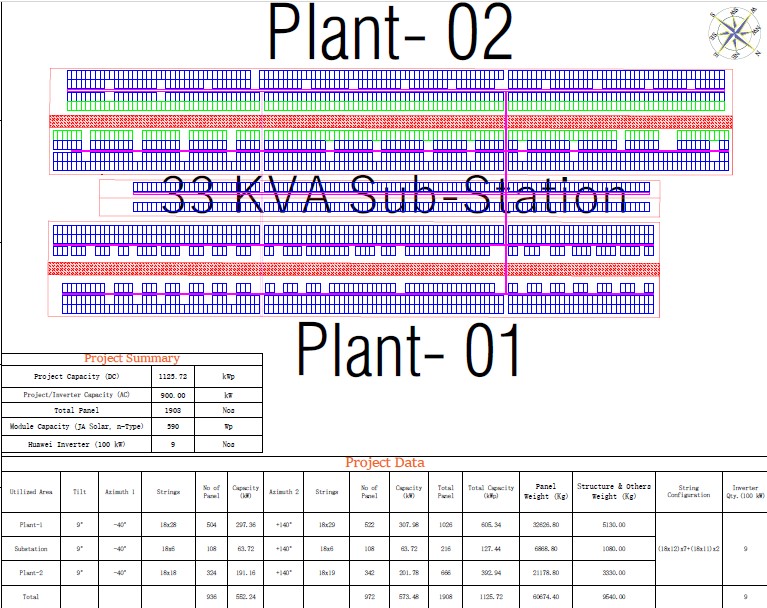 Plant- 02
33 KVA Sub-Station
Plant- 01
Project Summary
Project Capacity (DC) 1125.72 kWp
Project/Inverter Capacity (AC) 900.00 kW
Total Panel 1908 Nos
Module Capacity (JA Solar, n-Type) 590 Wp
Huawei Inverter (100 kW) 9 Nos
Project Data
Utilized Area Tilt Azimuth 1 Strings No of Panel Capacity (kW) Azimuth 2 Strings No of Panel Capacity (kW) Total Panel Total Capacity (kWp) Panel Weight (Kg) Structure & Others Weight (Kg) String Configuration Inverter Qty.(100 kW)
Plant-1 9° -40° 18x28 504 297.36 +140° 18x29 522 307.98 1026 605.34 32626.80 5130.00
Substation 9° -40° 18x6 108 63.72 +140° 18x6 108 63.72 216 127.44 6868.80 1080.00 (18x12)x7+(18x11)x2 9
Plant-2 9° -40° 18x18 324 191.16 +140° 18x19 342 201.78 666 392.94 21178.80 3330.00
Total 936 552.24 972 573.48 1908 1125.72 60674.40 9540.00 9